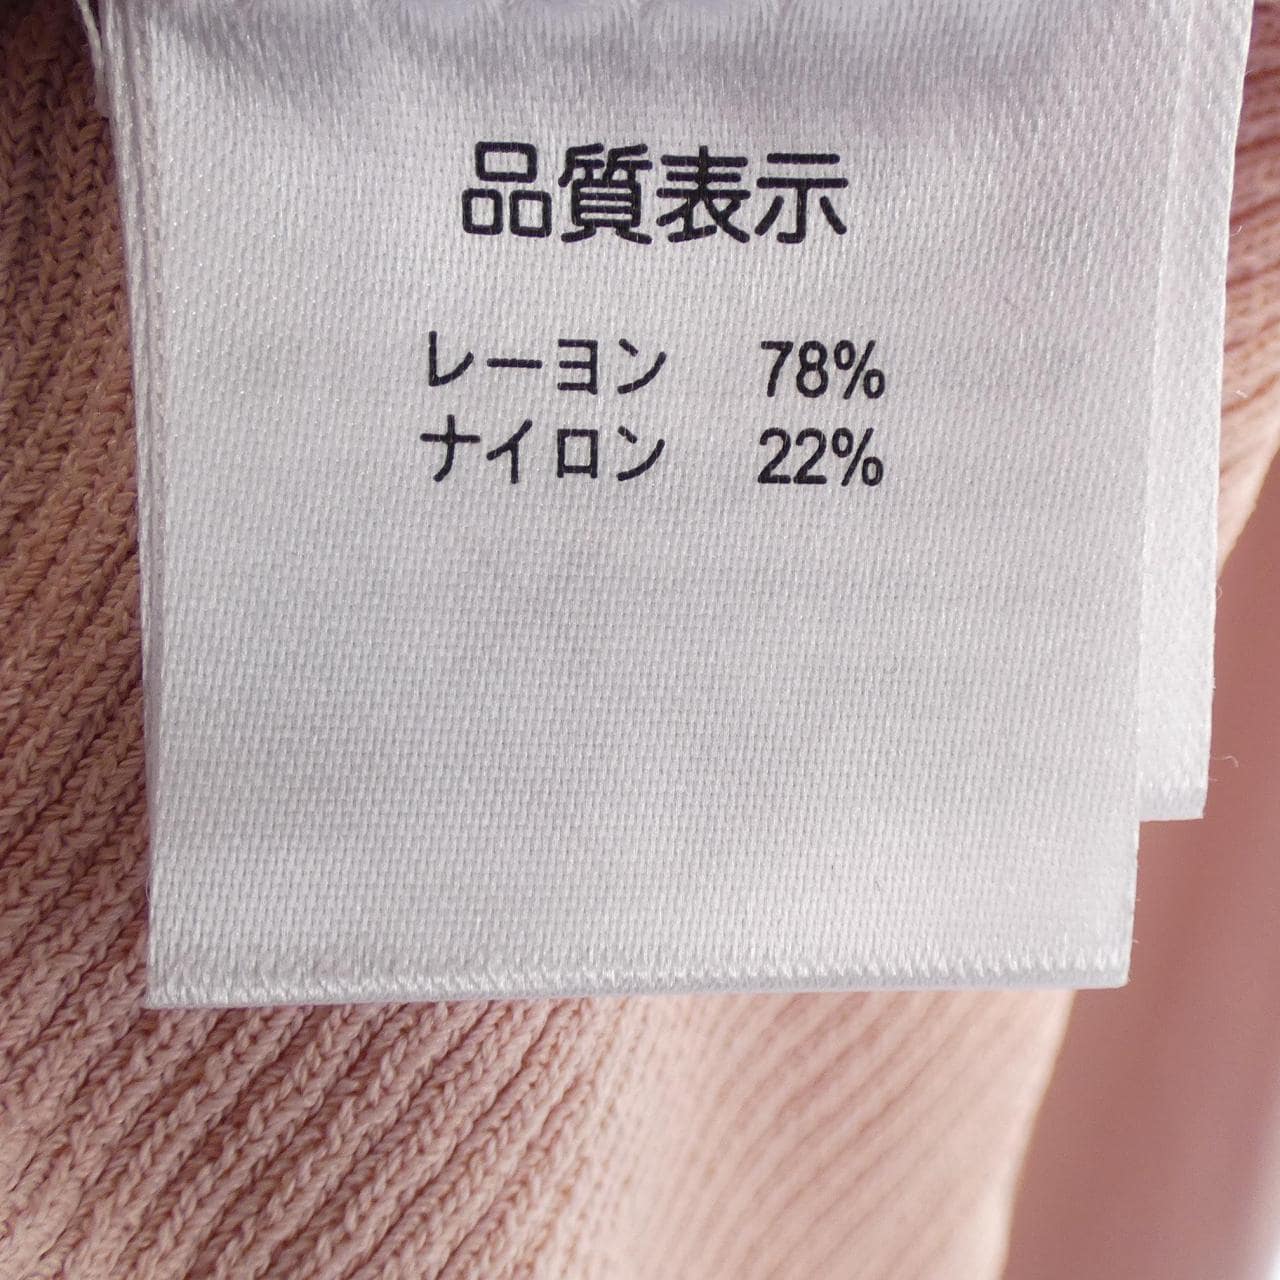 品質表示
レーヨン 78%
ナイロン 22%